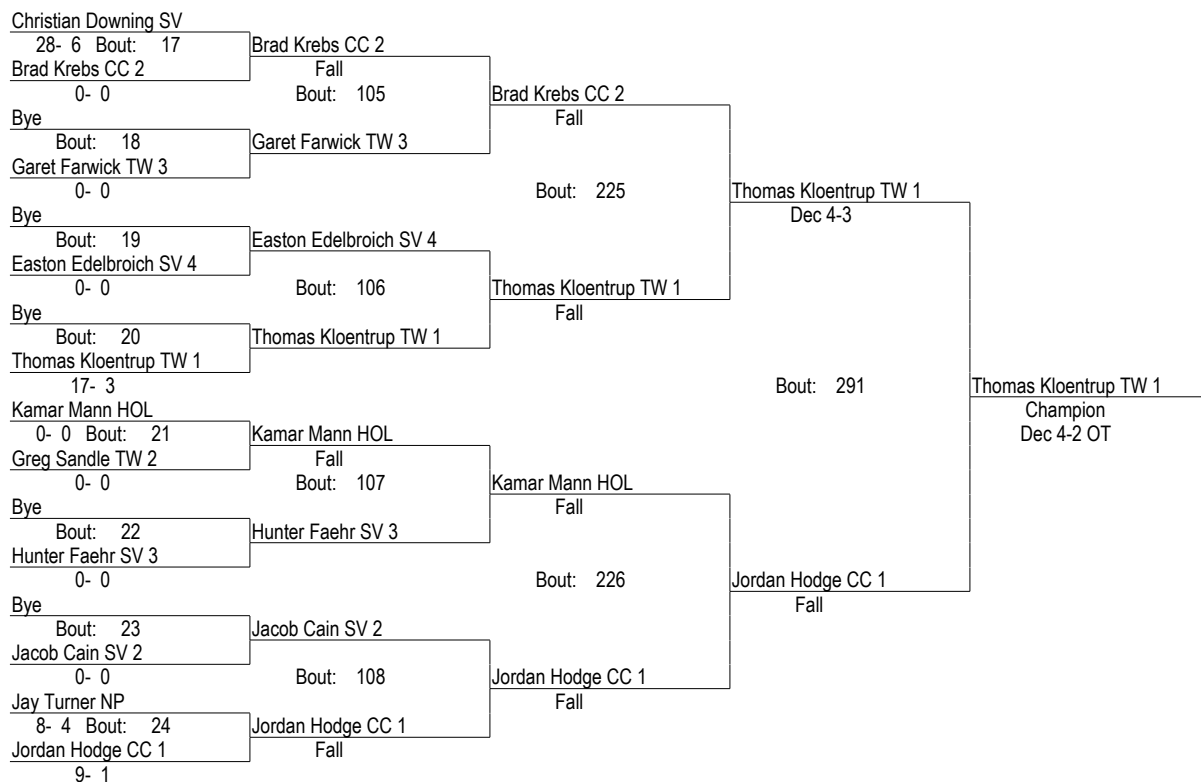 Christian Downing SV
28- 6 Bout: 17
Brad Krebs CC 2
Brad Krebs CC 2
Fall
0- 0
Bout: 105
Brad Krebs CC 2
Fall
Bye
Bout: 18
Garet Farwick TW 3
Garet Farwick TW 3
0- 0
Bout: 225
Thomas Kloentrup TW 1
Dec 4-3
Bye
Bout: 19
Easton Edelbroich SV 4
Easton Edelbroich SV 4
0- 0
Bout: 106
Thomas Kloentrup TW 1
Fall
Bye
Bout: 20
Thomas Kloentrup TW 1
Thomas Kloentrup TW 1
17- 3
Bout: 291
Thomas Kloentrup TW 1
Champion
Dec 4-2 OT
Kamar Mann HOL
0- 0 Bout: 21
Kamar Mann HOL
Greg Sandle TW 2
Fall
0- 0
Bout: 107
Kamar Mann HOL
Fall
Bye
Bout: 22
Hunter Faehr SV 3
Hunter Faehr SV 3
0- 0
Bout: 226
Jordan Hodge CC 1
Fall
Bye
Bout: 23
Jacob Cain SV 2
Jacob Cain SV 2
0- 0
Bout: 108
Jordan Hodge CC 1
Fall
Jay Turner NP
8- 4 Bout: 24
Jordan Hodge CC 1
Jordan Hodge CC 1
Fall
9- 1